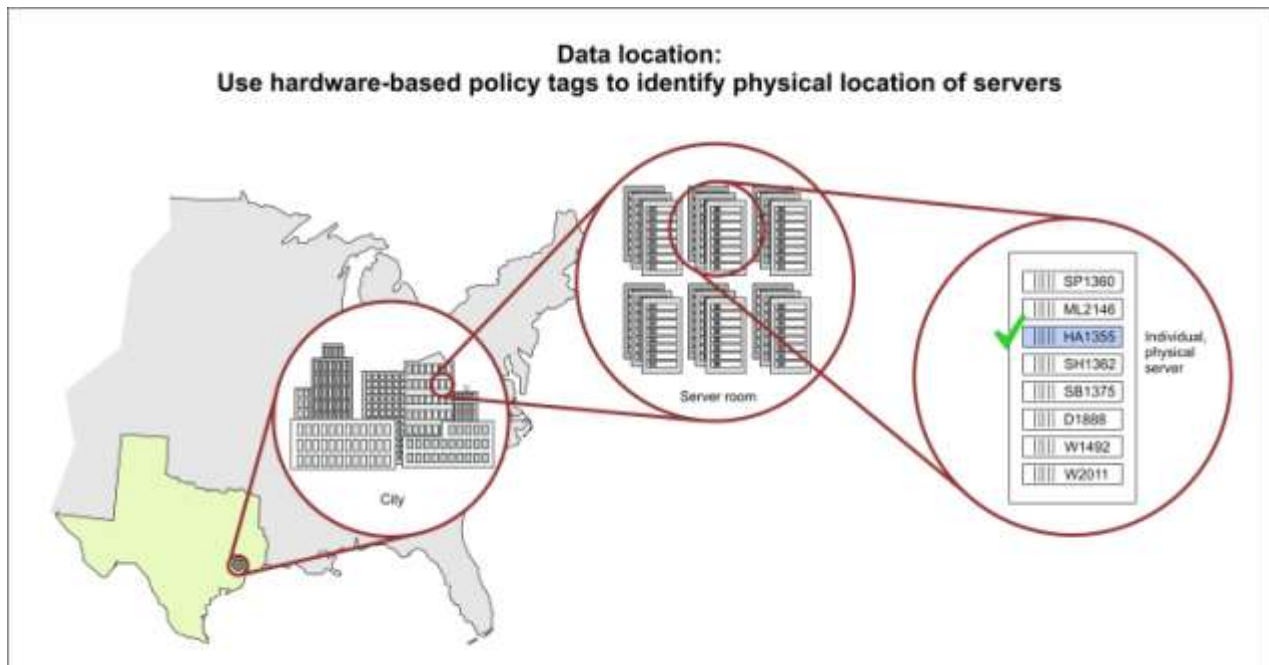 Data location:
Use hardware-based policy tags to identify physical location of servers
City
Server room
SP1360
ML2146
HA1355
SH1362
SB1375
D1888
W1492
W2011
Individual,
physical
server